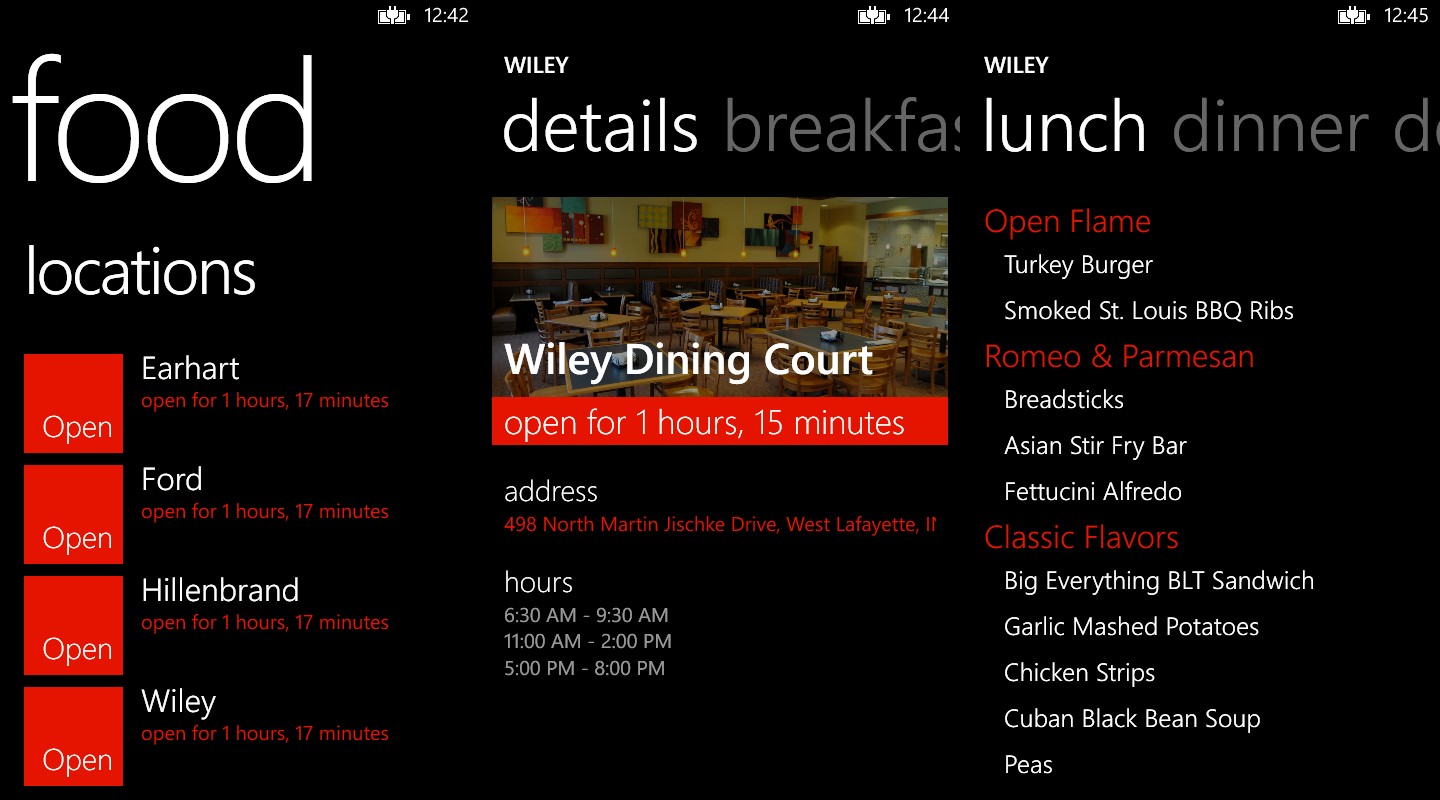 12:42
food
locations
Earhart
open for 1 hours, 17 minutes
Open
Ford
open for 1 hours, 17 minutes
Open
Hillenbrand
open for 1 hours, 17 minutes
Open
Wiley
open for 1 hours, 17 minutes
Open
12:44
WILEY
details breakfas
Wiley Dining Court
open for 1 hours, 15 minutes
address
498 North Martin Jischke Drive, West Lafayette, IN
hours
6:30 AM - 9:30 AM
11:00 AM - 2:00 PM
5:00 PM - 8:00 PM
12:45
WILEY
lunch dinner de
Open Flame
Turkey Burger
Smoked St. Louis BBQ Ribs
Romeo & Parmesan
Breadsticks
Asian Stir Fry Bar
Fettucini Alfredo
Classic Flavors
Big Everything BLT Sandwich
Garlic Mashed Potatoes
Chicken Strips
Cuban Black Bean Soup
Peas